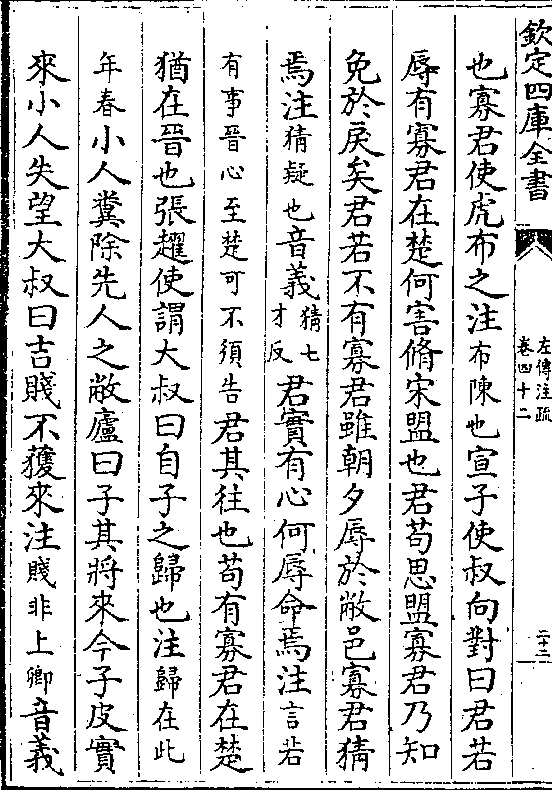 欽定四庫全書
左傳注疏
卷四十二
二十二
也寡君使虎布之注布陳也宣子使叔向對曰君若
辱有寡君在楚何害脩宋盟也君苟思盟寡君乃知
免於戾矣君若不有寡君雖朝夕辱於敝邑寡君猜
焉注猜疑也音義猜七才反君實有心何辱命焉注言若
有事晉心至楚可不須告君其往也苟有寡君在楚
猶在晉也張趯使謂大叔曰自子之歸也注歸在此
年春小人糞除先人之敝廬曰子其將來今子皮實
來小人失望大叔曰吉賤不獲來注賤非上卿音義